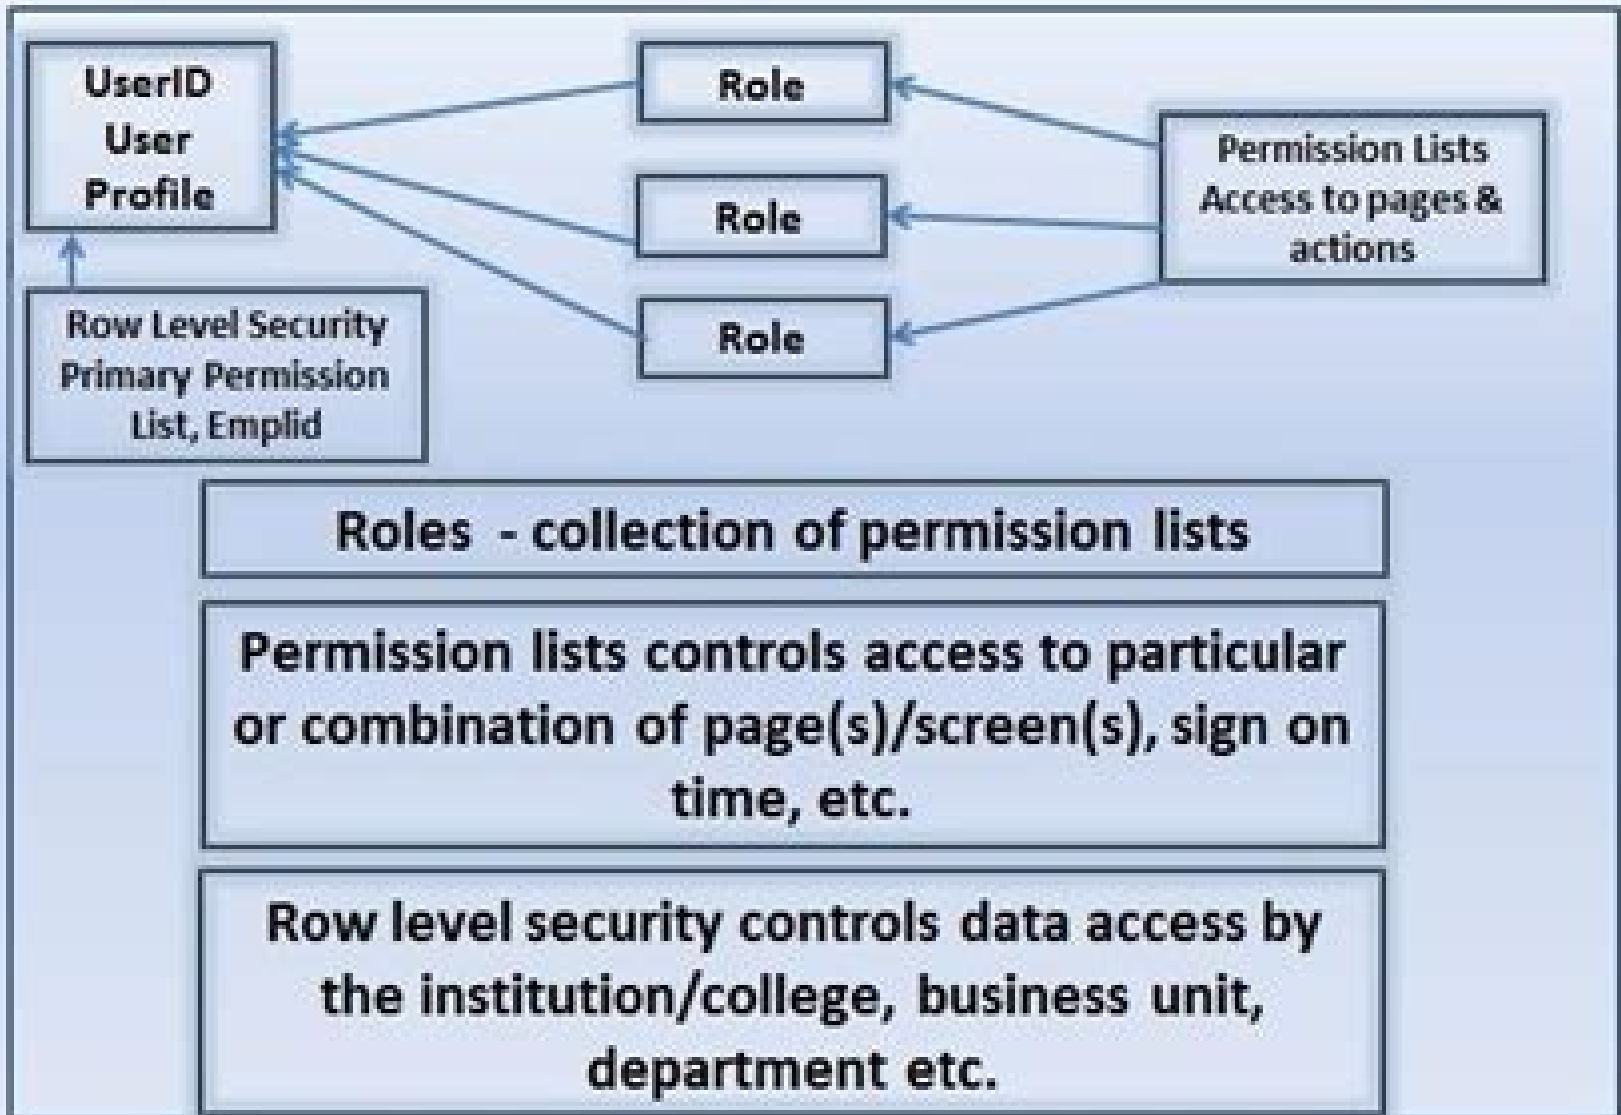 UserID
User
Profile
Role
Role
Role
Permission Lists
Access to pages &
actions
Row Level Security
Primary Permission
List, Emplid
Roles - collection of permission lists
Permission lists controls access to particular
or combination of page(s)/screen(s), sign on
time, etc.
Row level security controls data access by
the institution/college, business unit,
department etc.